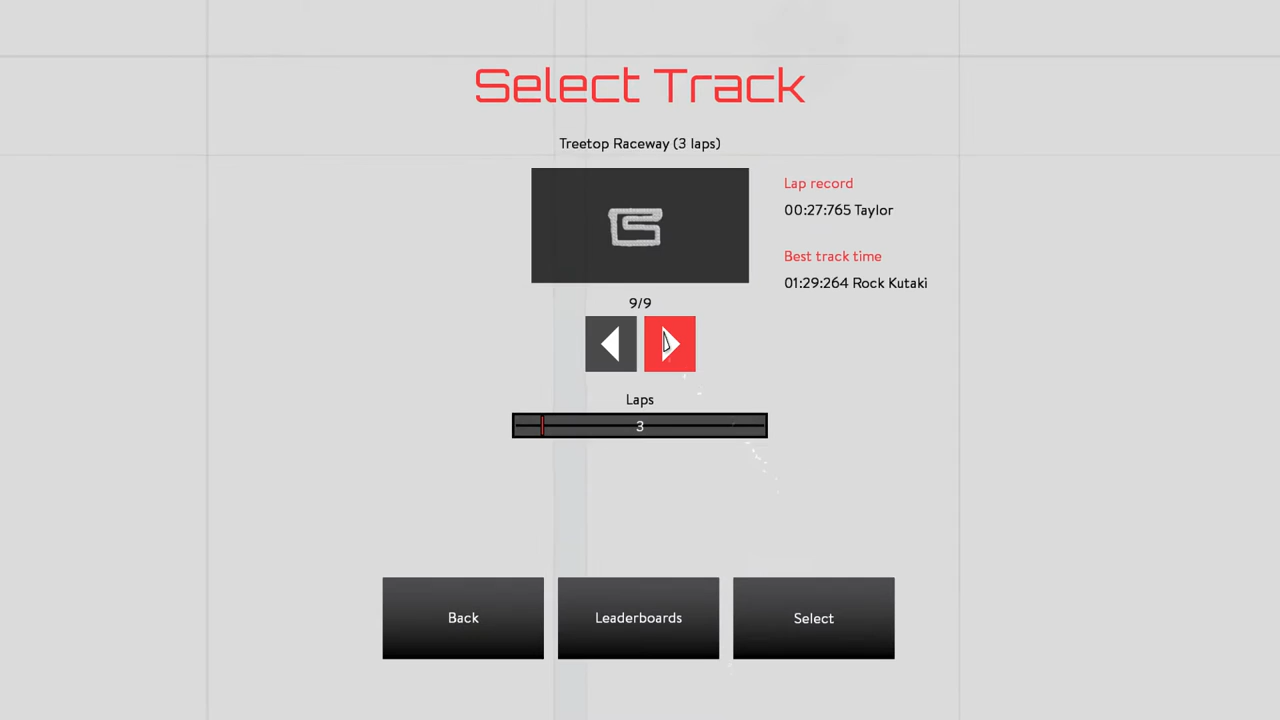 Select Track
Treetop Raceway (3 laps)
Lap record
00:27:765 Taylor
Best track time
01:29:264 Rock Kutaki
9/9
Laps
3
Back
Leaderboards
Select